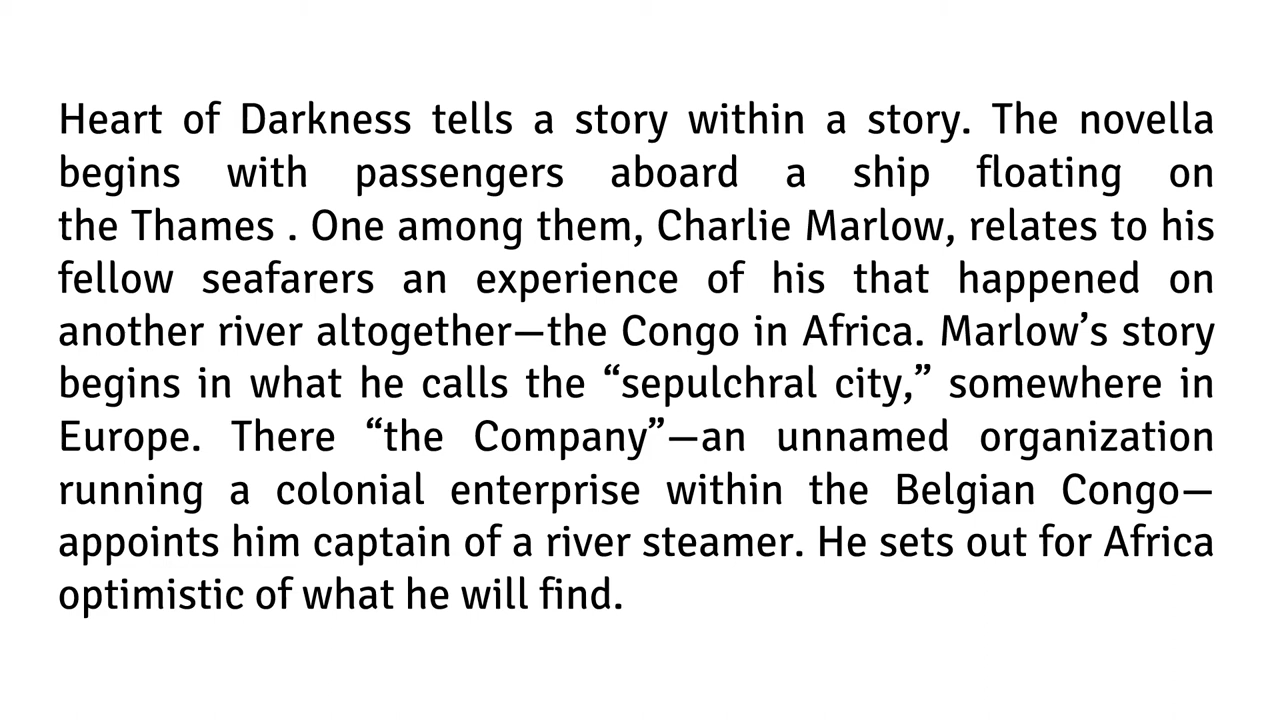 Heart of Darkness tells a story within a story. The novella
begins with passengers aboard a ship floating on
the Thames . One among them, Charlie Marlow, relates to his
fellow seafarers an experience of his that happened on
another river altogether—the Congo in Africa. Marlow’s story
begins in what he calls the “sepulchral city,” somewhere in
Europe. There “the Company”—an unnamed organization
running a colonial enterprise within the Belgian Congo—
appoints him captain of a river steamer. He sets out for Africa
optimistic of what he will find.